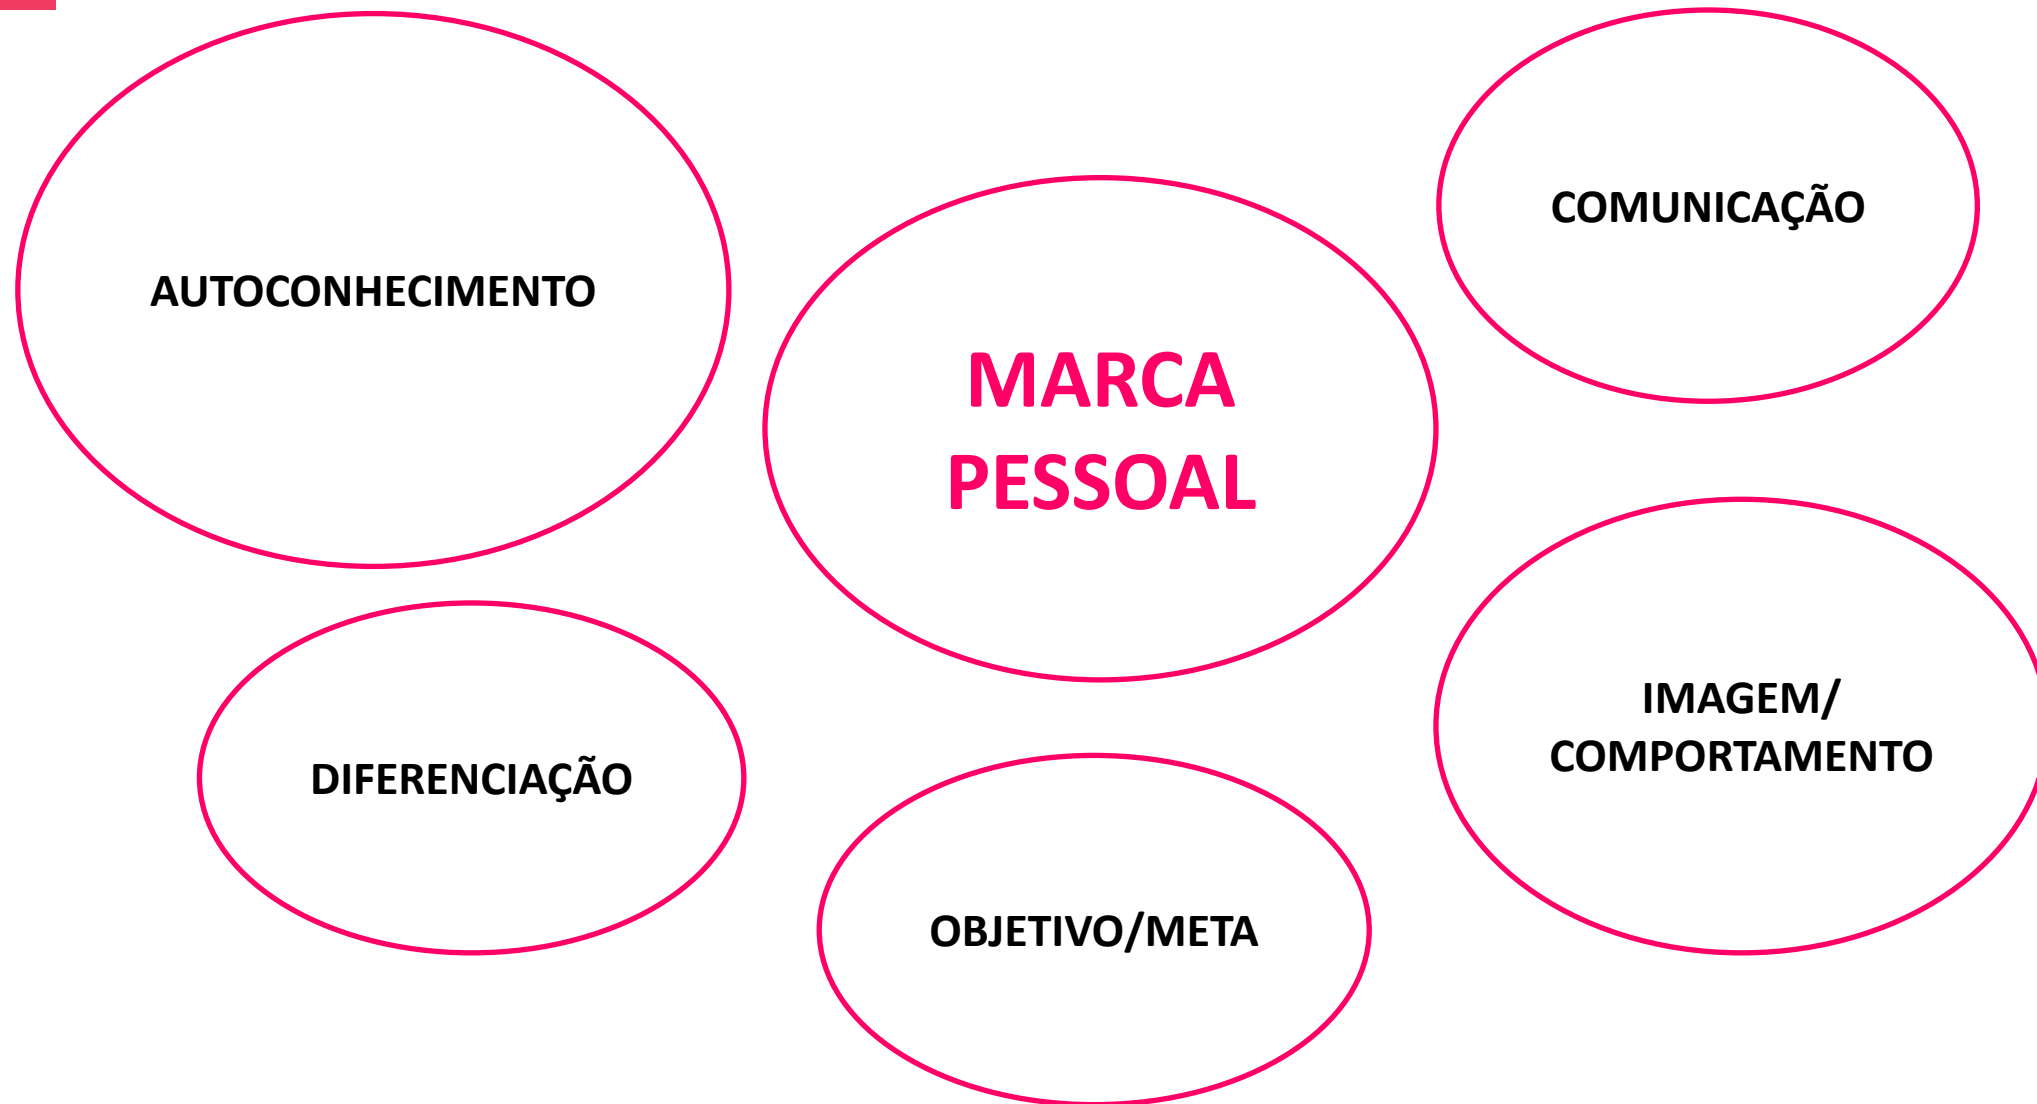 AUTOCONHECIMENTO
COMUNICAÇÃO
MARCA
PESSOAL
DIFERENCIAÇÃO
OBJETIVO/META
IMAGEM/
COMPORTAMENTO